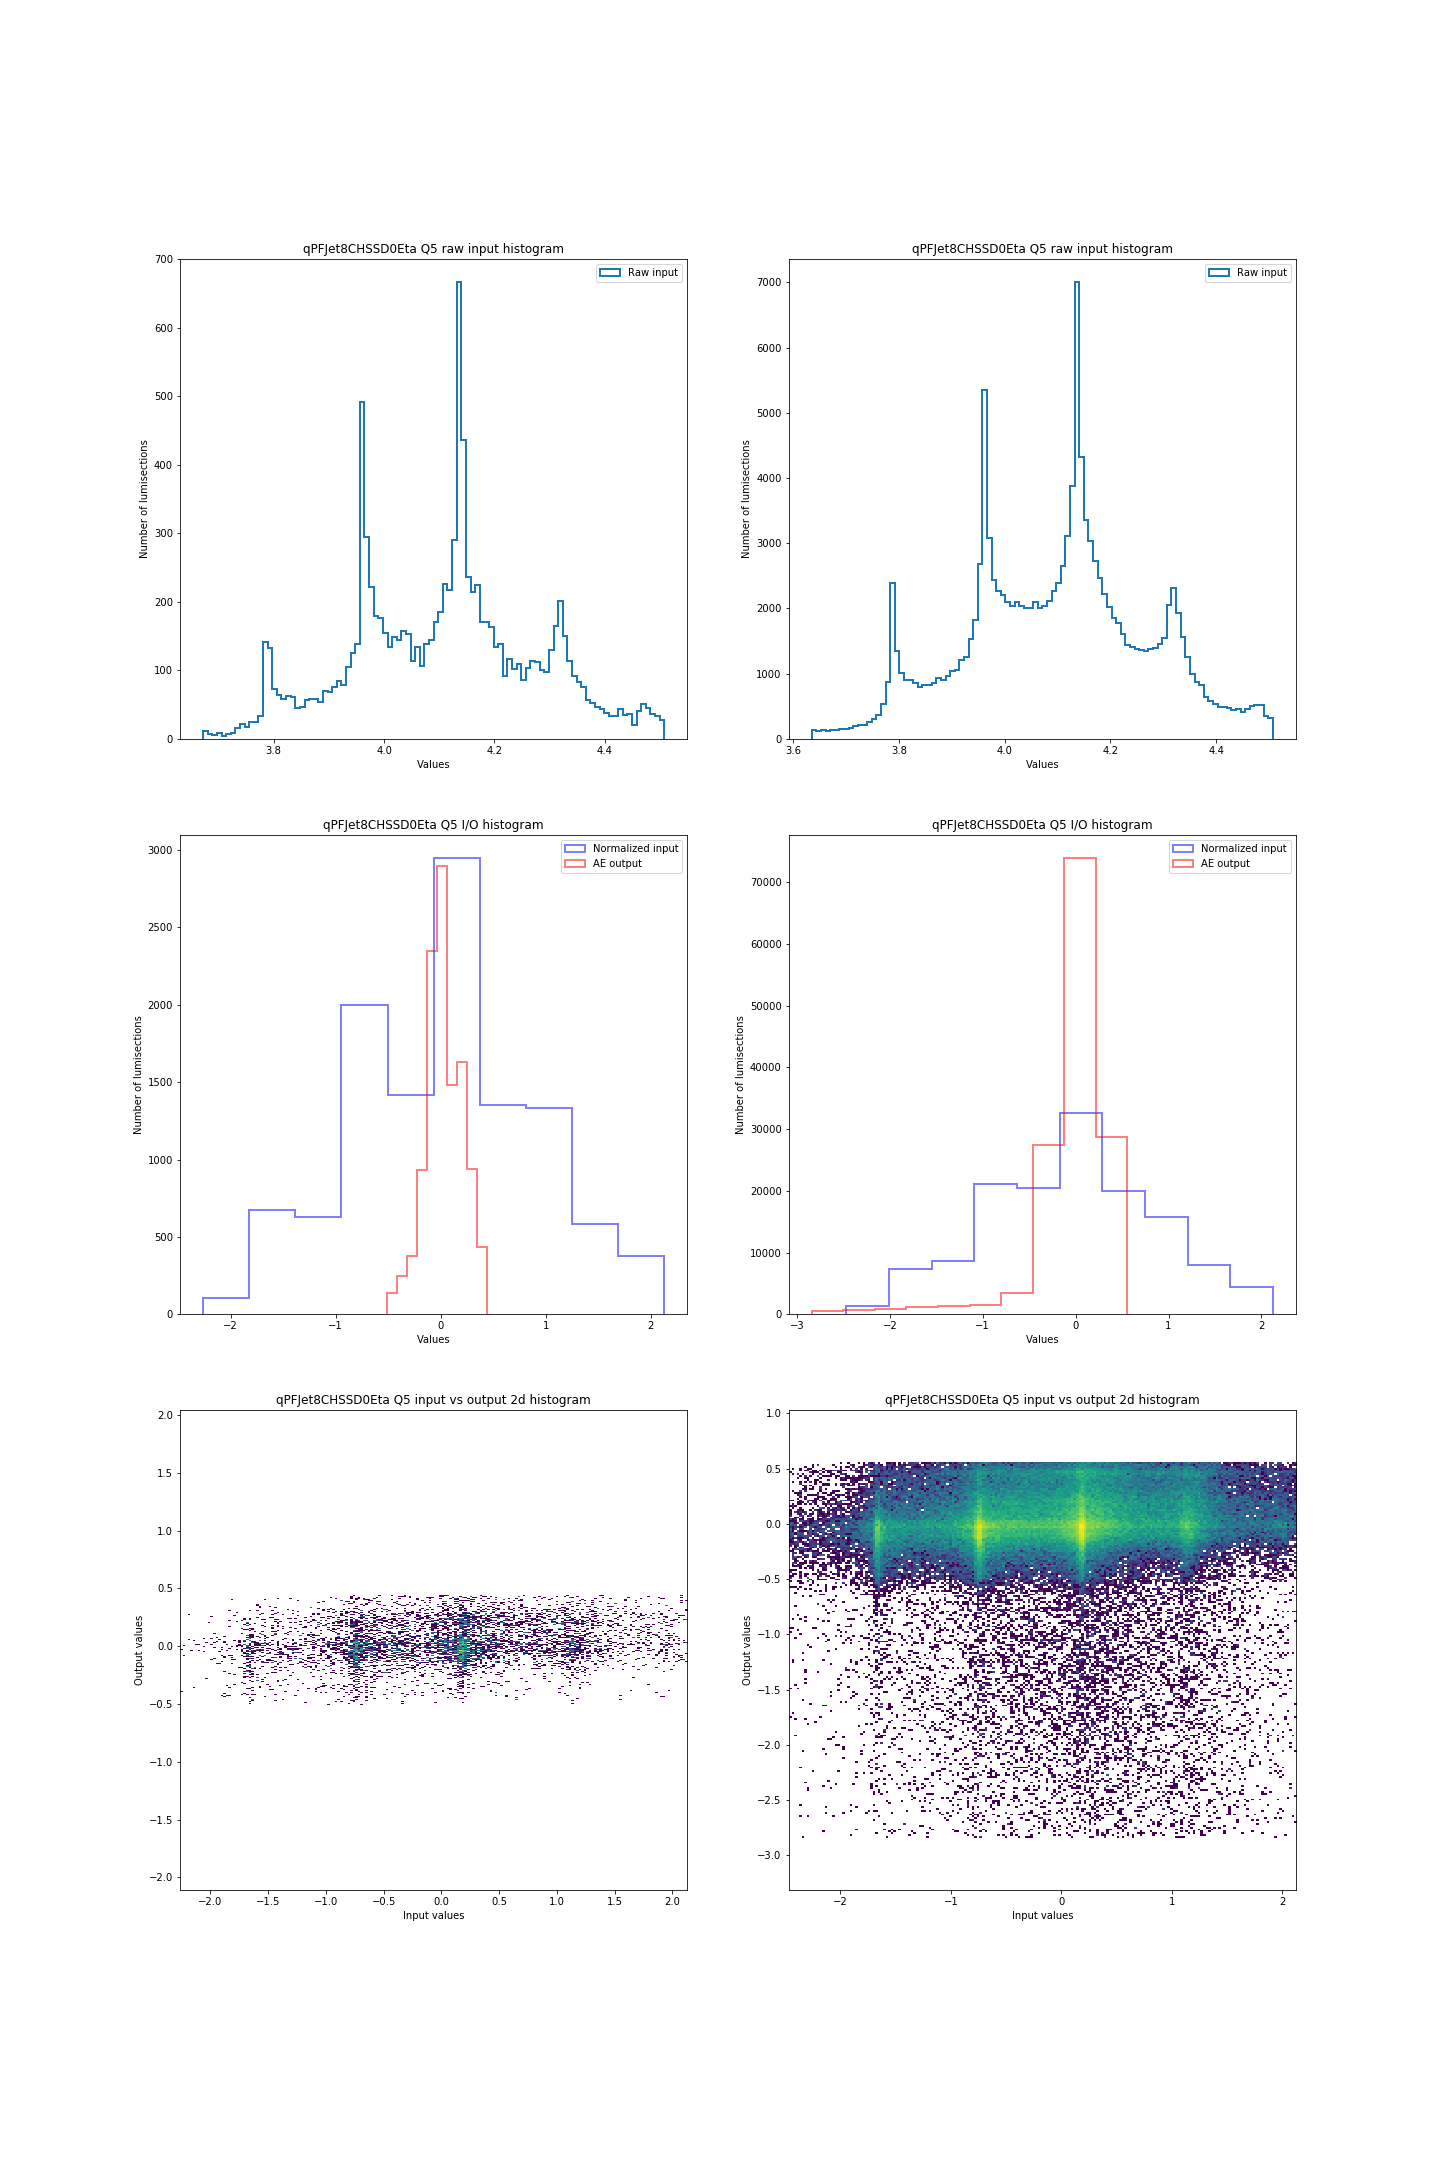 qPFJet8CHSSD0Eta Q5 raw input histogram
Raw input
700
600
500
400
300
200
100
0
Number of lumisections
3.8 4.0 4.2 4.4
Values
qPFJet8CHSSD0Eta Q5 raw input histogram
Raw input
7000
6000
5000
4000
3000
2000
1000
0
Number of lumisections
3.6 3.8 4.0 4.2 4.4
Values
qPFJet8CHSSD0Eta Q5 I/O histogram
Normalized input
AE output
3000
2500
2000
1500
1000
500
0
Number of lumisections
−2 −1 0 1 2
Values
qPFJet8CHSSD0Eta Q5 I/O histogram
Normalized input
AE output
70000
60000
50000
40000
30000
20000
10000
0
Number of lumisections
−3 −2 −1 0 1 2
Values
qPFJet8CHSSD0Eta Q5 input vs output 2d histogram
2.0
1.5
1.0
0.5
0.0
−0.5
−1.0
−1.5
−2.0
Output values
−2.0 −1.5 −1.0 −0.5 0.0 0.5 1.0 1.5 2.0
Input values
qPFJet8CHSSD0Eta Q5 input vs output 2d histogram
1.0
0.5
0.0
−0.5
−1.0
−1.5
−2.0
−2.5
−3.0
Output values
−2 −1 0 1 2
Input values